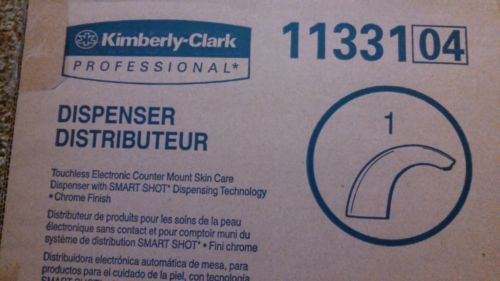 Kimberly-Clark
PROFESSIONAL*
11331 04
DISPENSER
DISTRIBUTEUR
1
Touchless Electronic Counter Mount Skin Care
Dispenser with SMART SHOT* Dispensing Technology
• Chrome Finish
Distributeur de produits pour les soins de la peau
électronique sans contact et pour comptoir muni du
système de distribution SMART SHOT* • Fini chrome
Distribuidora electrónica automática de mesa, para
productos para el cuidado de la piel, con tecnología
SMART SHOT*